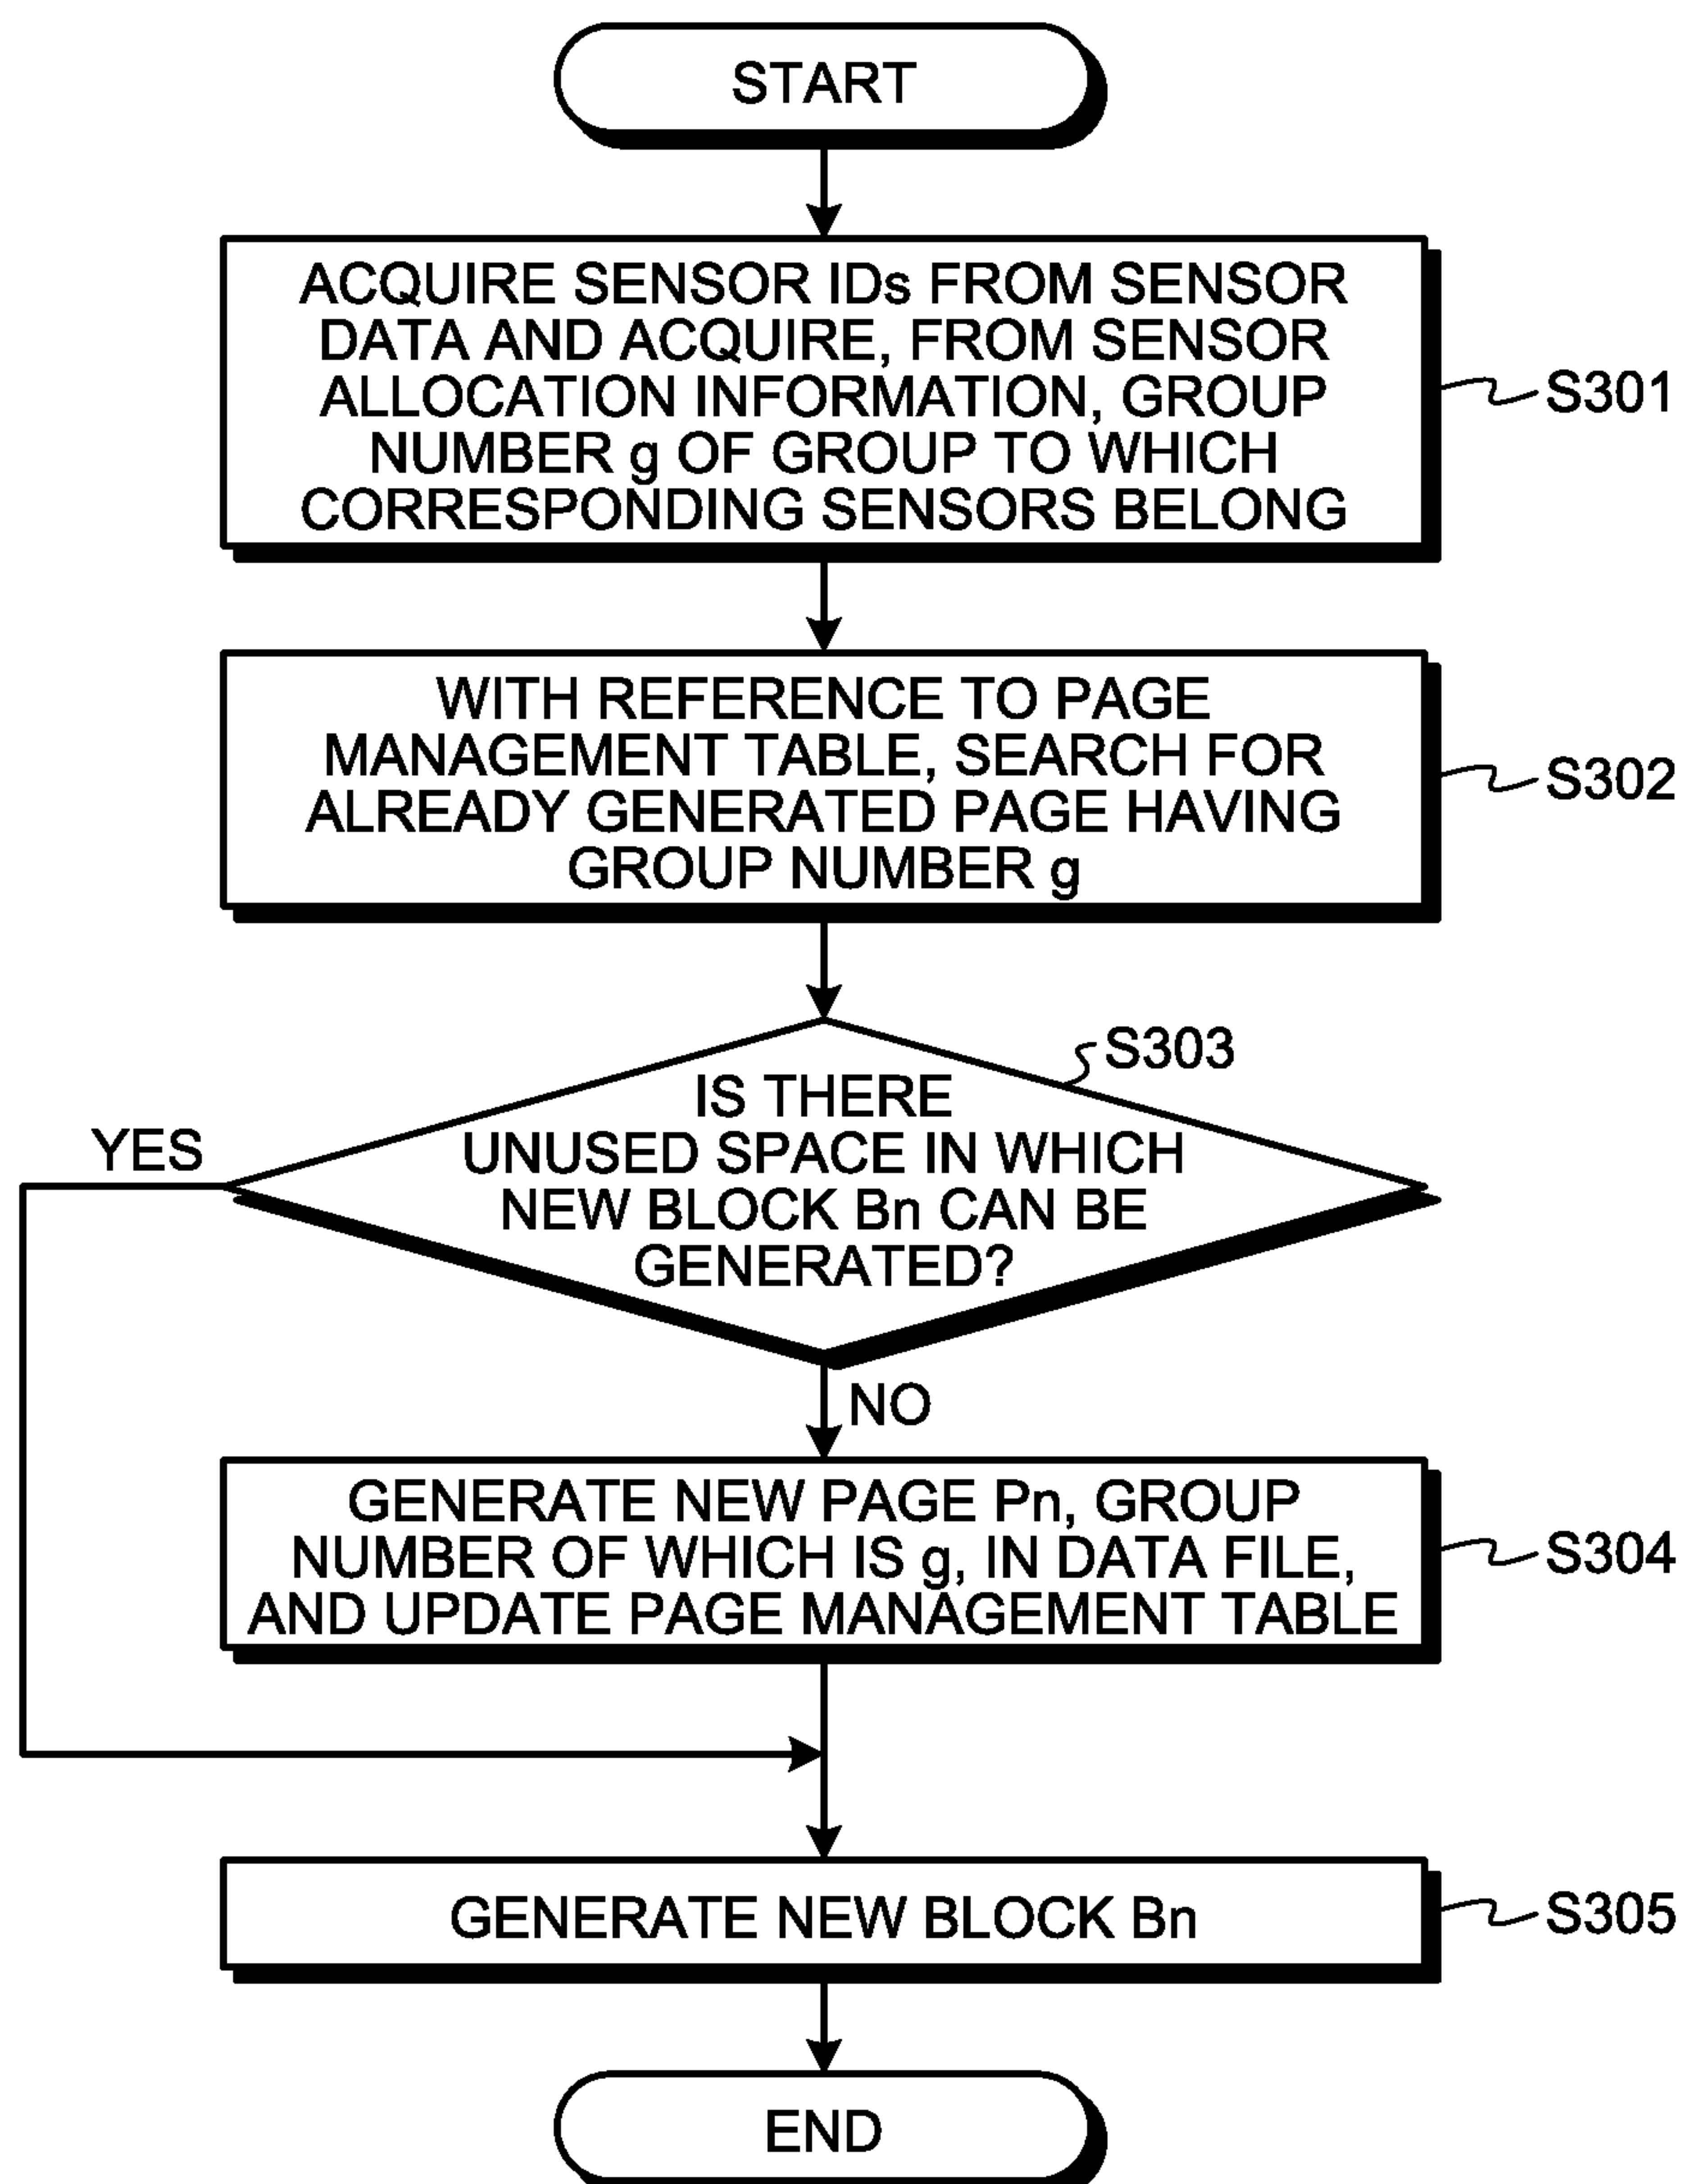 START
ACQUIRE SENSOR IDs FROM SENSOR
DATA AND ACQUIRE, FROM SENSOR
ALLOCATION INFORMATION, GROUP
NUMBER g OF GROUP TO WHICH
CORRESPONDING SENSORS BELONG
S301
WITH REFERENCE TO PAGE
MANAGEMENT TABLE, SEARCH FOR
ALREADY GENERATED PAGE HAVING
GROUP NUMBER g
S302
S303
IS THERE
UNUSED SPACE IN WHICH
NEW BLOCK Bn CAN BE
GENERATED?
YES
NO
GENERATE NEW PAGE Pn, GROUP
NUMBER OF WHICH IS g, IN DATA FILE,
AND UPDATE PAGE MANAGEMENT TABLE
S304
GENERATE NEW BLOCK Bn
S305
END